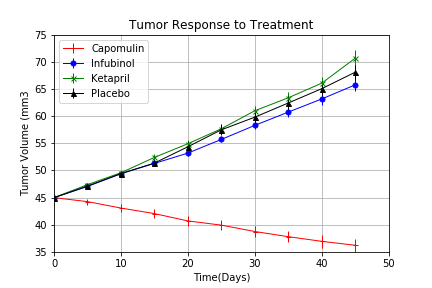 Tumor Response to Treatment
75
70
65
60
55
50
45
40
35
Tumor Volume (mm3
Capomulin
Infubinol
Ketapril
Placebo
0 10 20 30 40 50
Time(Days)